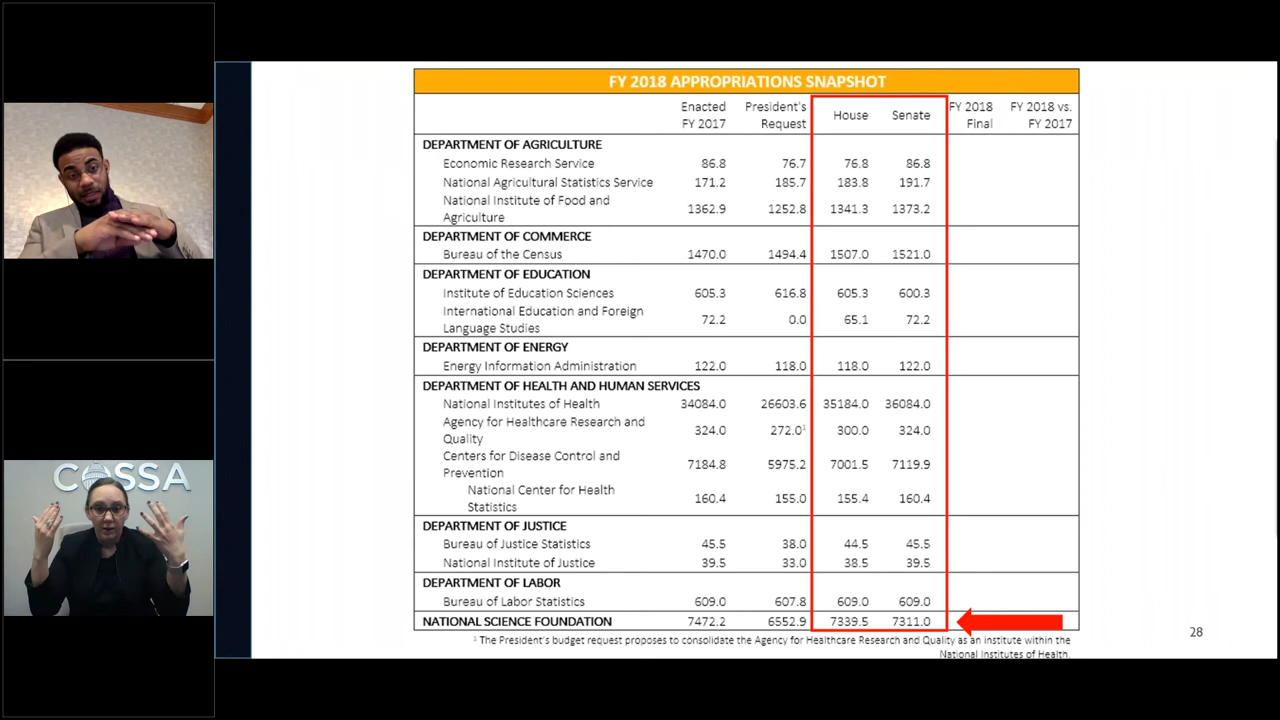 COSSA
FY 2018 APPROPRIATIONS SNAPSHOT
Enacted FY 2017 President's Request House Senate FY 2018 Final FY 2018 vs. FY 2017
DEPARTMENT OF AGRICULTURE
Economic Research Service 86.8 76.7 76.8 86.8
National Agricultural Statistics Service 171.2 185.7 183.8 191.7
National Institute of Food and Agriculture 1362.9 1252.8 1341.3 1373.2
DEPARTMENT OF COMMERCE
Bureau of the Census 1470.0 1494.4 1507.0 1521.0
DEPARTMENT OF EDUCATION
Institute of Education Sciences 605.3 616.8 605.3 600.3
International Education and Foreign Language Studies 72.2 0.0 65.1 72.2
DEPARTMENT OF ENERGY
Energy Information Administration 122.0 118.0 118.0 122.0
DEPARTMENT OF HEALTH AND HUMAN SERVICES
National Institutes of Health 34084.0 26603.6 35184.0 36084.0
Agency for Healthcare Research and Quality 324.0 272.0¹ 300.0 324.0
Centers for Disease Control and Prevention 7184.8 5975.2 7001.5 7119.9
National Center for Health Statistics 160.4 155.0 155.4 160.4
DEPARTMENT OF JUSTICE
Bureau of Justice Statistics 45.5 38.0 44.5 45.5
National Institute of Justice 39.5 33.0 38.5 39.5
DEPARTMENT OF LABOR
Bureau of Labor Statistics 609.0 607.8 609.0 609.0
NATIONAL SCIENCE FOUNDATION 7472.2 6552.9 7339.5 7311.0
¹ The President's budget request proposes to consolidate the Agency for Healthcare Research and Quality as an institute within the
National Institutes of Health.
28